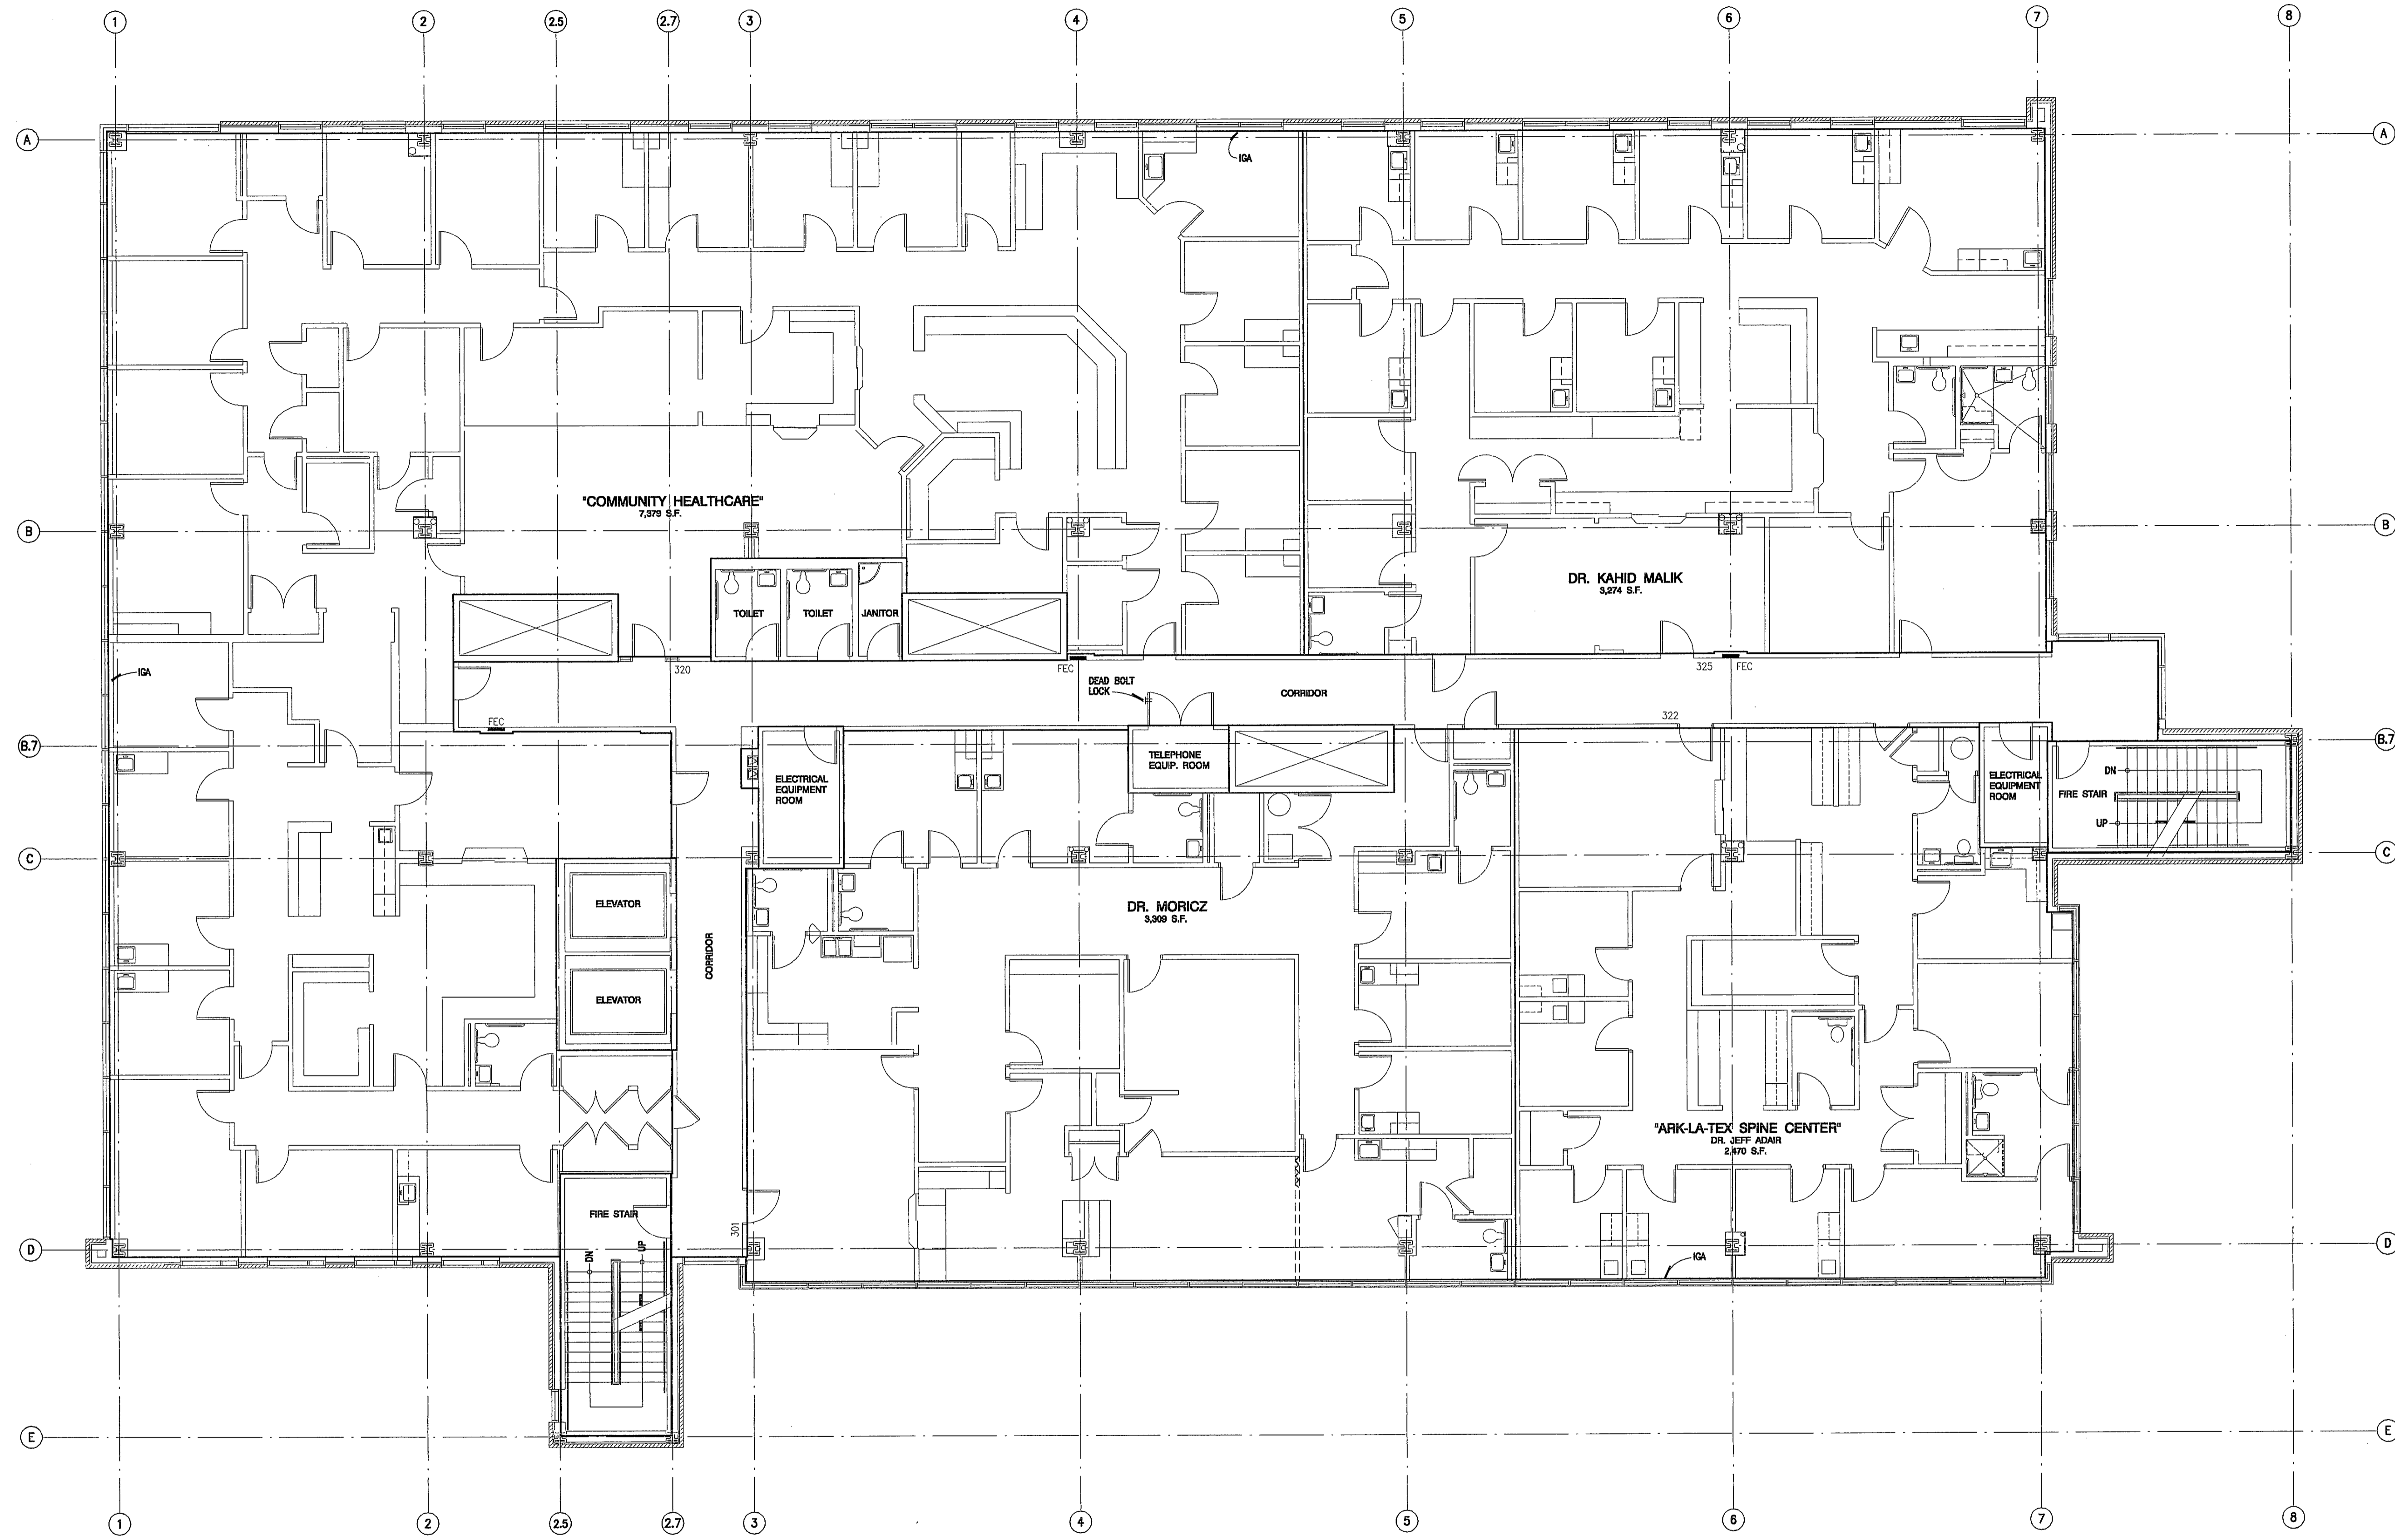 1 2 2.5 2.7 3 4 5 6 7 8
A A
IGA
"COMMUNITY HEALTHCARE"
7,379 S.F.
B B
DR. KAHID MALIK
3,274 S.F.
TOILET TOILET JANITOR
IGA
320 FEC 325 FEC
DEAD BOLT
LOCK
CORRIDOR
FEC 322
B.7 B.7
TELEPHONE
EQUIP. ROOM
ELECTRICAL
EQUIPMENT
ROOM
ELECTRICAL
EQUIPMENT
ROOM
DN
FIRE STAIR
UP
C C
ELEVATOR
DR. MORICZ
3,309 S.F.
CORRIDOR
ELEVATOR
"ARK-LA-TEX SPINE CENTER"
DR. JEFF ADAIR
2,470 S.F.
FIRE STAIR
301
D D
DN UP
IGA
E E
1 2 2.5 2.7 3 4 5 6 7 8